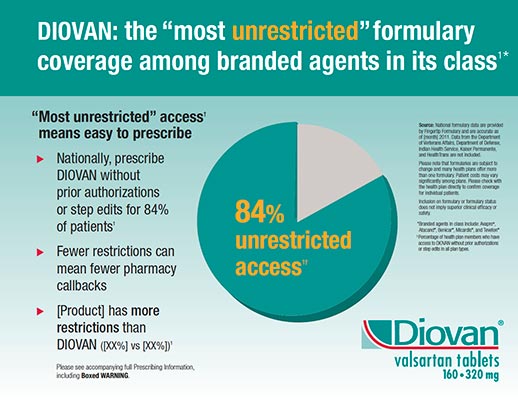 DIOVAN: the “most unrestricted” formulary
coverage among branded agents in its class¹*
“Most unrestricted” access†
means easy to prescribe
Nationally, prescribe
DIOVAN without
prior authorizations
or step edits for 84%
of patients¹
Fewer restrictions can
mean fewer pharmacy
callbacks
[Product] has more
restrictions than
DIOVAN ([XX%] vs [XX%])¹
Please see accompanying full Prescribing Information,
including Boxed WARNING.
84%
unrestricted
access
Source: National formulary data are provided
by Fingertip Formulary and are accurate as
of [month] 2011. Data from the Department
of Veterans Affairs, Department of Defense,
Indian Health Service, Kaiser Permanente,
and HealthTrans are not included.
Please note that formularies are subject to
change and many health plans offer more
than one formulary. Patient costs may vary
significantly among plans. Please check with
the health plan directly to confirm coverage
for individual patients.
Inclusion on formulary or formulary status
does not imply superior clinical efficacy or
safety.
*Branded agents in class include Avapro®,
Atacand®, Benicar®, Micardis®, and Teveten®
†Percentage of health plan members who have
access to DIOVAN without prior authorizations
or step edits in all plan types.
Diovan®
valsartan tablets
160 • 320 mg